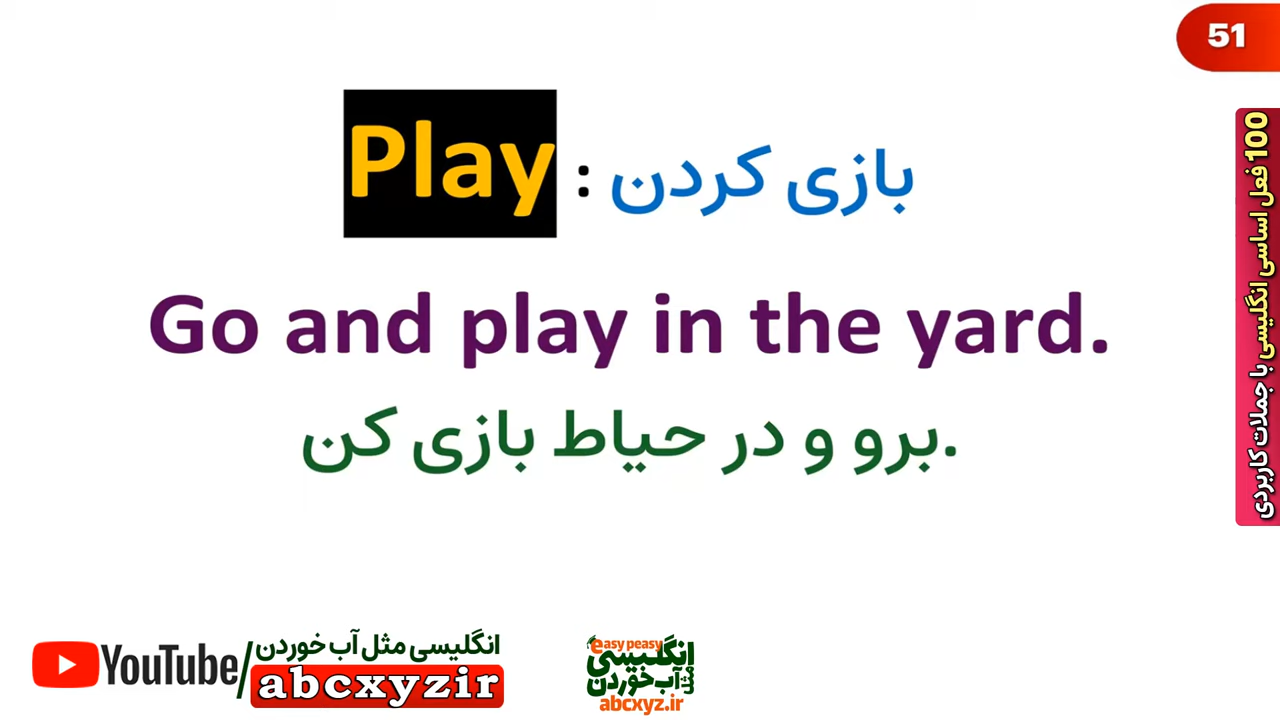 51
Play : بازی کردن
Go and play in the yard.
برو و در حیاط بازی کن.
100 فعل اساسی انگلیسی با جملات کاربردی
YouTube/انگلیسی مثل آب خوردن
abcxyzir
easy peasy
انگلیسی
مثل آب خوردن
abcxyz.ir